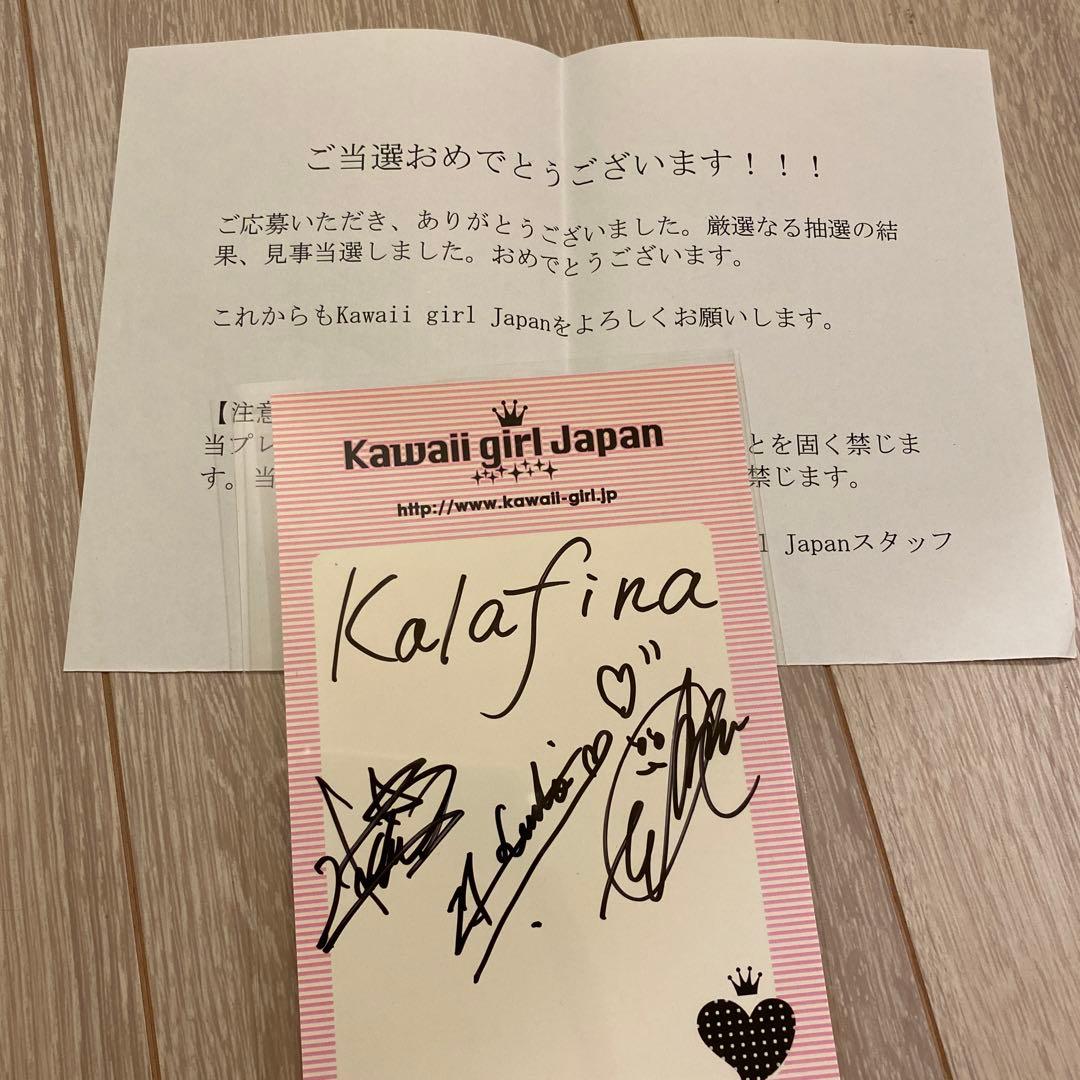 ご当選おめでとうございます！！！
ご応募いただき、ありがとうございました。厳選なる抽選の結
果、見事当選しました。おめでとうございます。
これからもKawaii girl Japanをよろしくお願いします。
【注意
当プレ とを固く禁じま
す。当 禁じます。
l Japanスタッフ
Kawaii girl Japan
http://www.kawaii-girl.jp
Kalafina